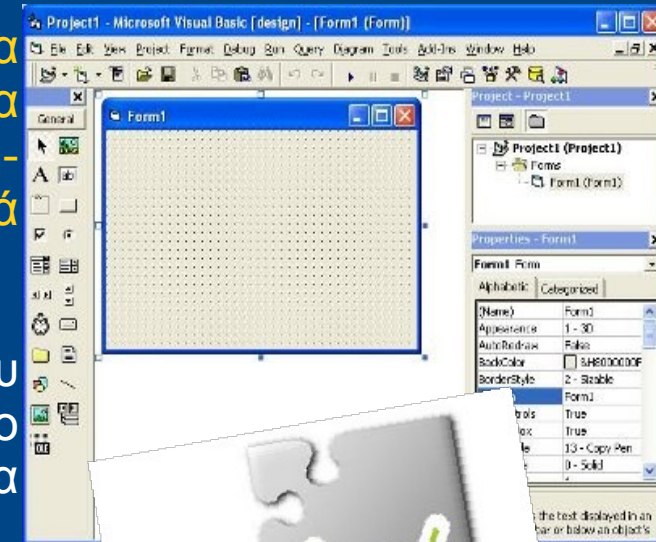 α
α
-
ά
υ
ο
α
Project1 - Microsoft Visual Basic [design] - [Form1 (Form)]
File Edit View Project Format Debug Run Query Diagram Tools Add-Ins Window Help
General
Form1
Project - Project1
Project1 (Project1)
Forms
Form1 (Form1)
Properties - Form1
Form1 Form
Alphabetic Categorized
(Name) Form1
Appearance 1 - 3D
AutoRedraw False
BackColor &H8000000F
BorderStyle 2 - Sizable
Form1
True
True
13 - Copy Pen
0 - Solid
the text displayed in an
bar or below an object's